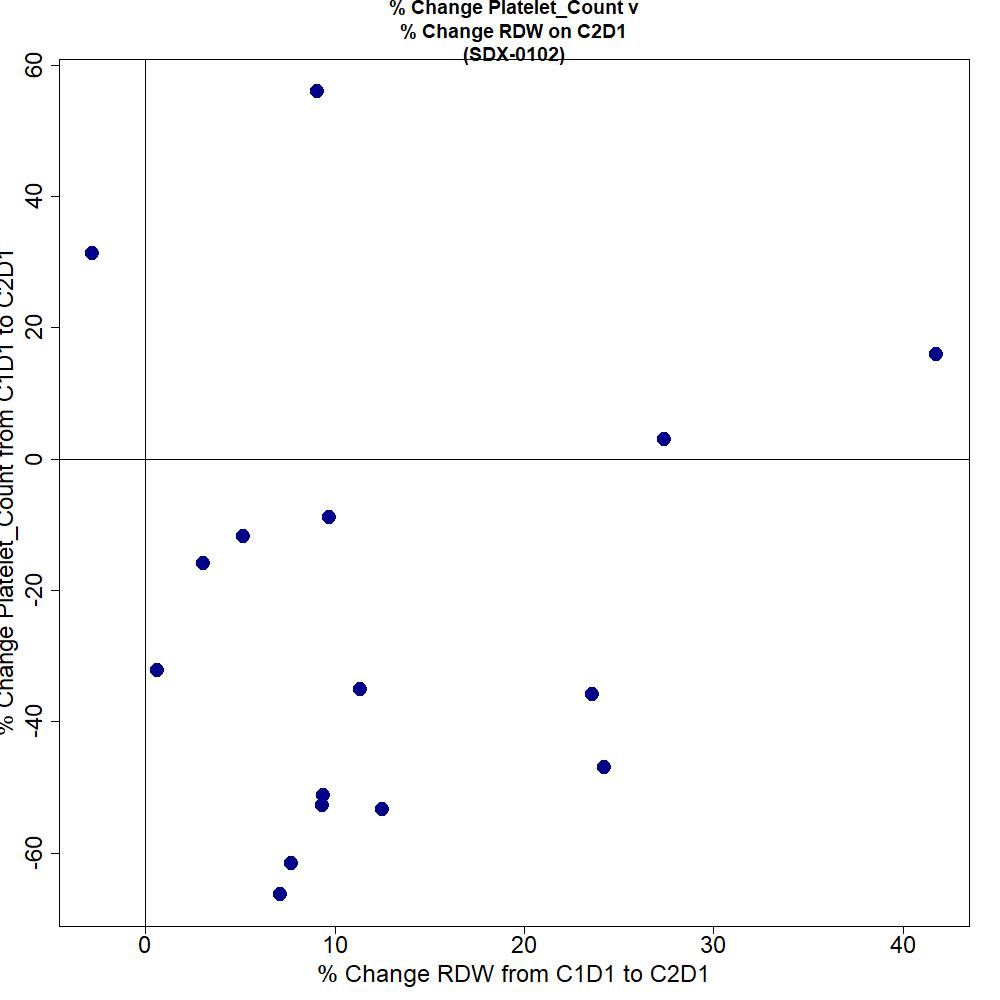 % Change Platelet_Count v
% Change RDW on C2D1
(SDX-0102)
60
40
20
0
-20
-40
-60
% Change Platelet_Count from C1D1 to C2D1
0
10
20
30
40
% Change RDW from C1D1 to C2D1